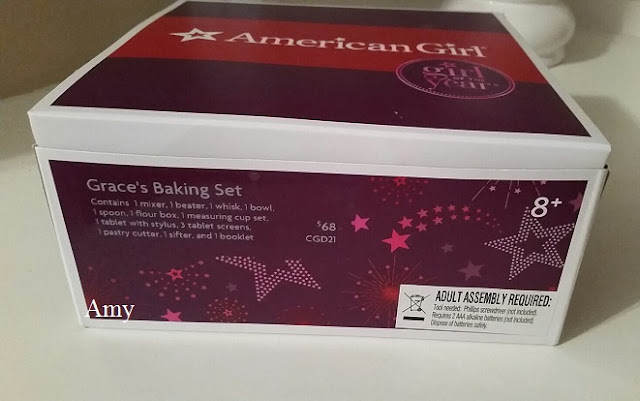 American Girl
girl
OF THE
year
Grace's Baking Set
Contains 1 mixer, 1 beater, 1 whisk, 1 bowl,
1 spoon, 1 flour box, 1 measuring cup set,
1 tablet with stylus, 3 tablet screens,
1 pastry cutter, 1 sifter, and 1 booklet
$68
CGD21
8+
ADULT ASSEMBLY REQUIRED:
Tool needed: Phillips screwdriver (not included).
Requires 2 AAA alkaline batteries (not included).
Dispose of batteries safely.
Amy